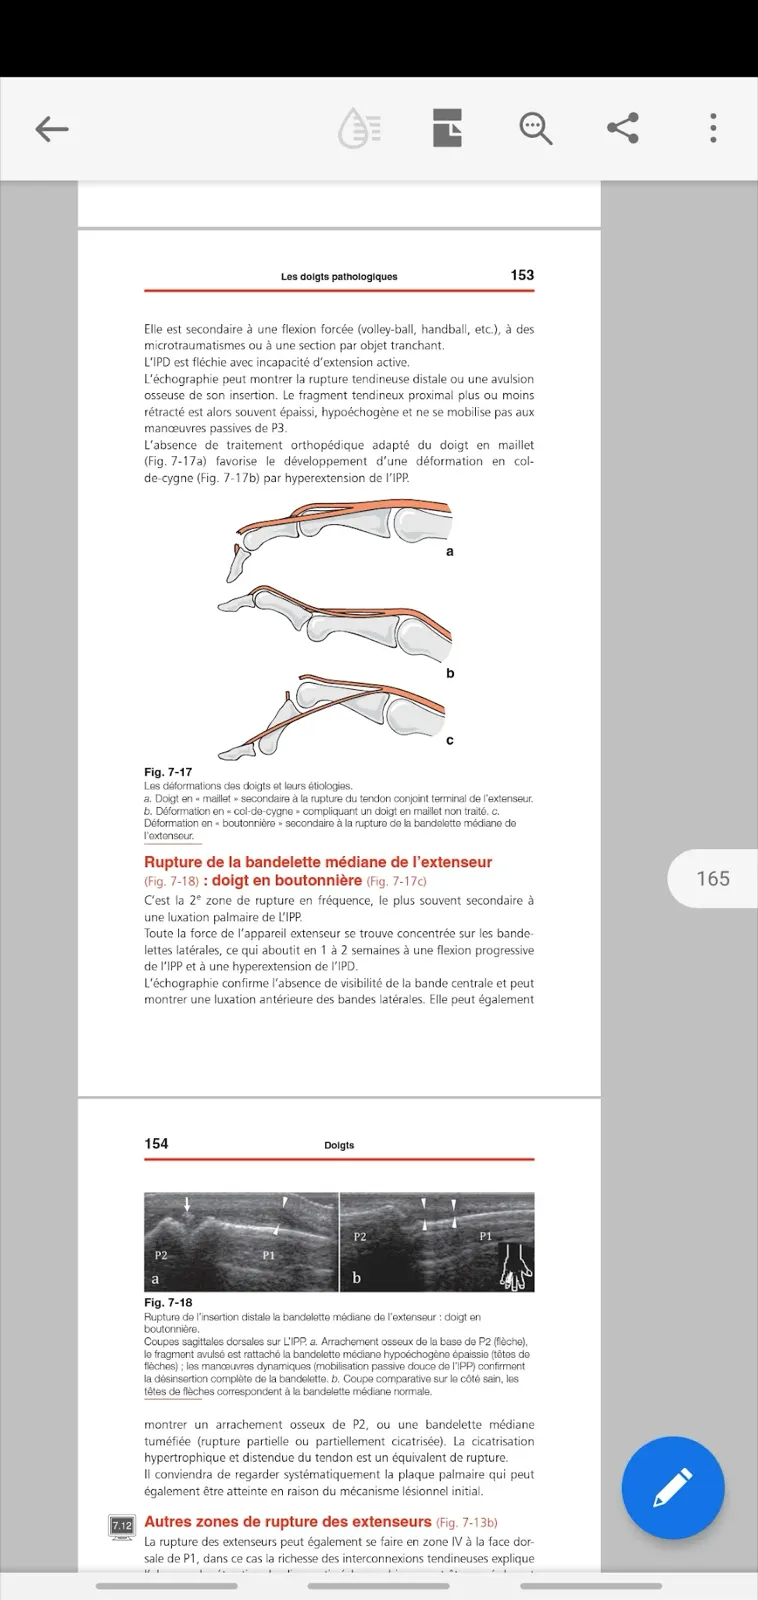 Les doigts pathologiques
153
Elle est secondaire à une flexion forcée (volley-ball, handball, etc.), à des
microtraumatismes ou à une section par objet tranchant.
L'IPD est fléchie avec incapacité d'extension active.
L'échographie peut montrer la rupture tendineuse distale ou une avulsion
osseuse de son insertion. Le fragment tendineux proximal plus ou moins
rétracté est alors souvent épaissi, hypoéchogène et ne se mobilise pas aux
manœuvres passives de P3.
L'absence de traitement orthopédique adapté du doigt en maillet
(Fig. 7-17a) favorise le développement d'une déformation en col-
de-cygne (Fig. 7-17b) par hyperextension de l'IPP.
a
b
c
Fig. 7-17
Les déformations des doigts et leurs étiologies.
a. Doigt en « maillet » secondaire à la rupture du tendon conjoint terminal de l'extenseur.
b. Déformation en « col-de-cygne » compliquant un doigt en maillet non traité. c.
Déformation en « boutonnière » secondaire à la rupture de la bandelette médiane de
l'extenseur.
Rupture de la bandelette médiane de l'extenseur
(Fig. 7-18) : doigt en boutonnière (Fig. 7-17c)
C'est la 2e zone de rupture en fréquence, le plus souvent secondaire à
une luxation palmaire de L'IPP.
Toute la force de l'appareil extenseur se trouve concentrée sur les bande-
lettes latérales, ce qui aboutit en 1 à 2 semaines à une flexion progressive
de l'IPP et à une hyperextension de l'IPD.
L'échographie confirme l'absence de visibilité de la bande centrale et peut
montrer une luxation antérieure des bandes latérales. Elle peut également
165
154
Doigts
P2
P1
a
P2
P1
b
Fig. 7-18
Rupture de l'insertion distale la bandelette médiane de l'extenseur : doigt en
boutonnière.
Coupes sagittales dorsales sur L'IPP. a. Arrachement osseux de la base de P2 (flèche),
le fragment avulsé est rattaché la bandelette médiane hypoéchogène épaissie (têtes de
flèches) ; les manœuvres dynamiques (mobilisation passive douce de l'IPP) confirment
la désinsertion complète de la bandelette. b. Coupe comparative sur le côté sain, les
têtes de flèches correspondent à la bandelette médiane normale.
montrer un arrachement osseux de P2, ou une bandelette médiane
tuméfiée (rupture partielle ou partiellement cicatrisée). La cicatrisation
hypertrophique et distendue du tendon est un équivalent de rupture.
Il conviendra de regarder systématiquement la plaque palmaire qui peut
également être atteinte en raison du mécanisme lésionnel initial.
7.12
Autres zones de rupture des extenseurs (Fig. 7-13b)
La rupture des extenseurs peut également se faire en zone IV à la face dor-
sale de P1, dans ce cas la richesse des interconnexions tendineuses explique